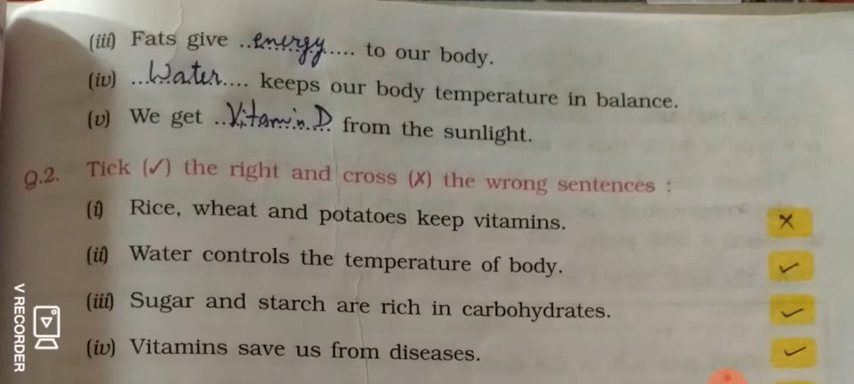 (iii) Fats give ..energy.... to our body.
(iv) ...Water.... keeps our body temperature in balance.
(v) We get ..Vitamin D from the sunlight.
Q.2. Tick (✓) the right and cross (X) the wrong sentences :
(i) Rice, wheat and potatoes keep vitamins. X
(ii) Water controls the temperature of body. ✓
(iii) Sugar and starch are rich in carbohydrates. ✓
(iv) Vitamins save us from diseases. ✓
V RECORDER